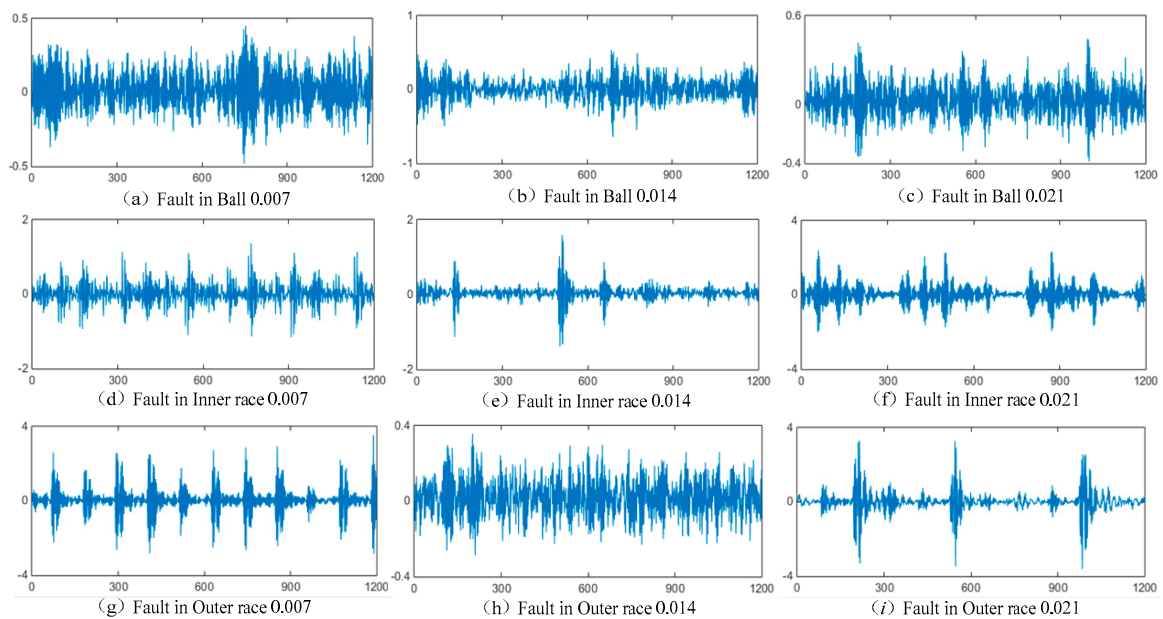 0.5
0
-0.5
0 300 600 900 1200
(a) Fault in Ball 0.007
1
0
-1
0 300 600 900 1200
(b) Fault in Ball 0.014
0.6
0
-0.4
0 300 600 900 1200
(c) Fault in Ball 0.021
2
0
-2
0 300 600 900 1200
(d) Fault in Inner race 0.007
2
0
-2
0 300 600 900 1200
(e) Fault in Inner race 0.014
4
0
-4
0 300 600 900 1200
(f) Fault in Inner race 0.021
4
0
-4
0 300 600 900 1200
(g) Fault in Outer race 0.007
0.4
0
-0.4
0 300 600 900 1200
(h) Fault in Outer race 0.014
4
0
-4
0 300 600 900 1200
(i) Fault in Outer race 0.021